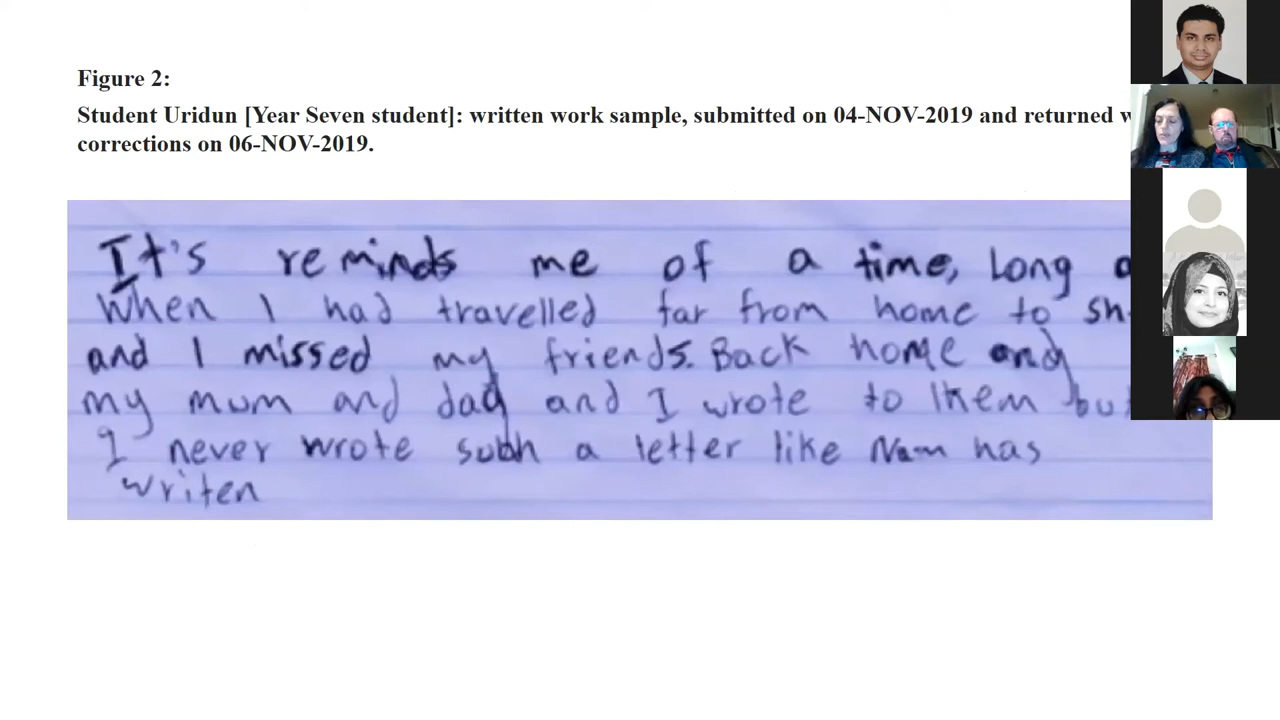 Figure 2:
Student Uridun [Year Seven student]: written work sample, submitted on 04-NOV-2019 and returned
corrections on 06-NOV-2019.
It's reminds me of a time, Long
when I had travelled far from home to
and I missed my friends. Back home and
my mum and dad and I wrote to them but
I never wrote such a letter like Nam has
writen